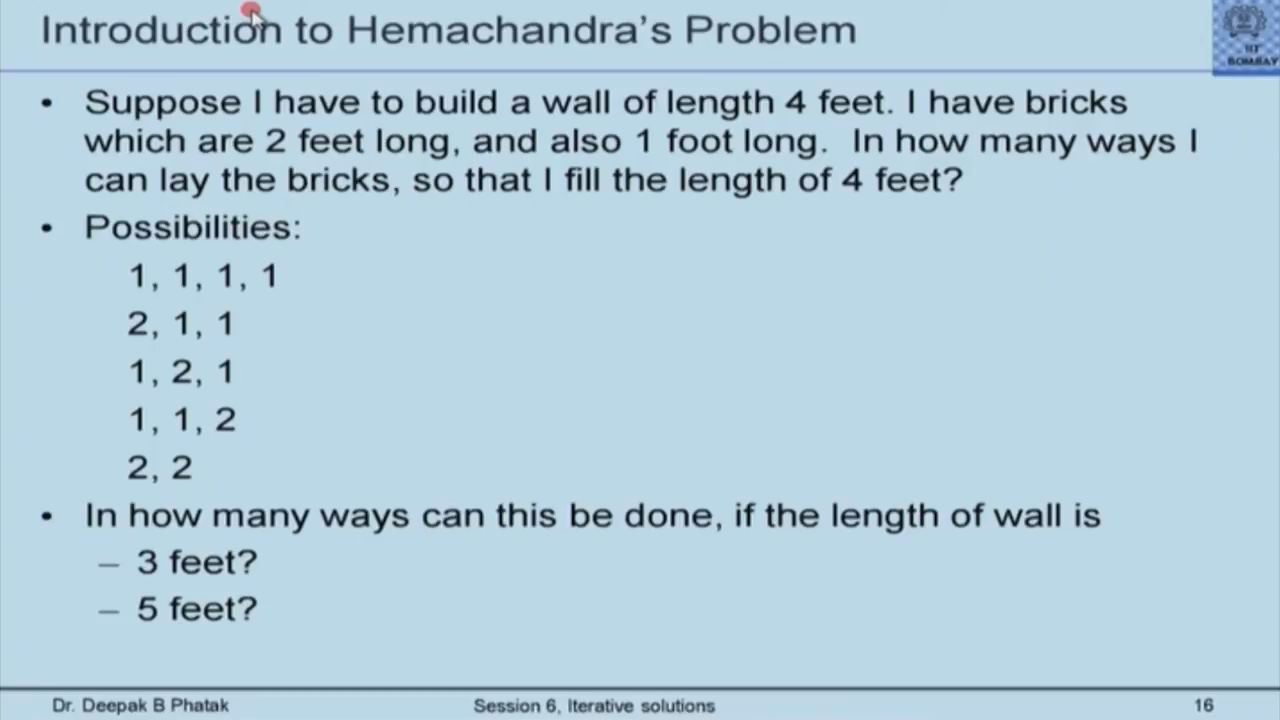 Introduction to Hemachandra's Problem
IIT
BOMBAY
• Suppose I have to build a wall of length 4 feet. I have bricks
which are 2 feet long, and also 1 foot long. In how many ways I
can lay the bricks, so that I fill the length of 4 feet?
• Possibilities:
1, 1, 1, 1
2, 1, 1
1, 2, 1
1, 1, 2
2, 2
• In how many ways can this be done, if the length of wall is
– 3 feet?
– 5 feet?
Dr. Deepak B Phatak Session 6, Iterative solutions 16